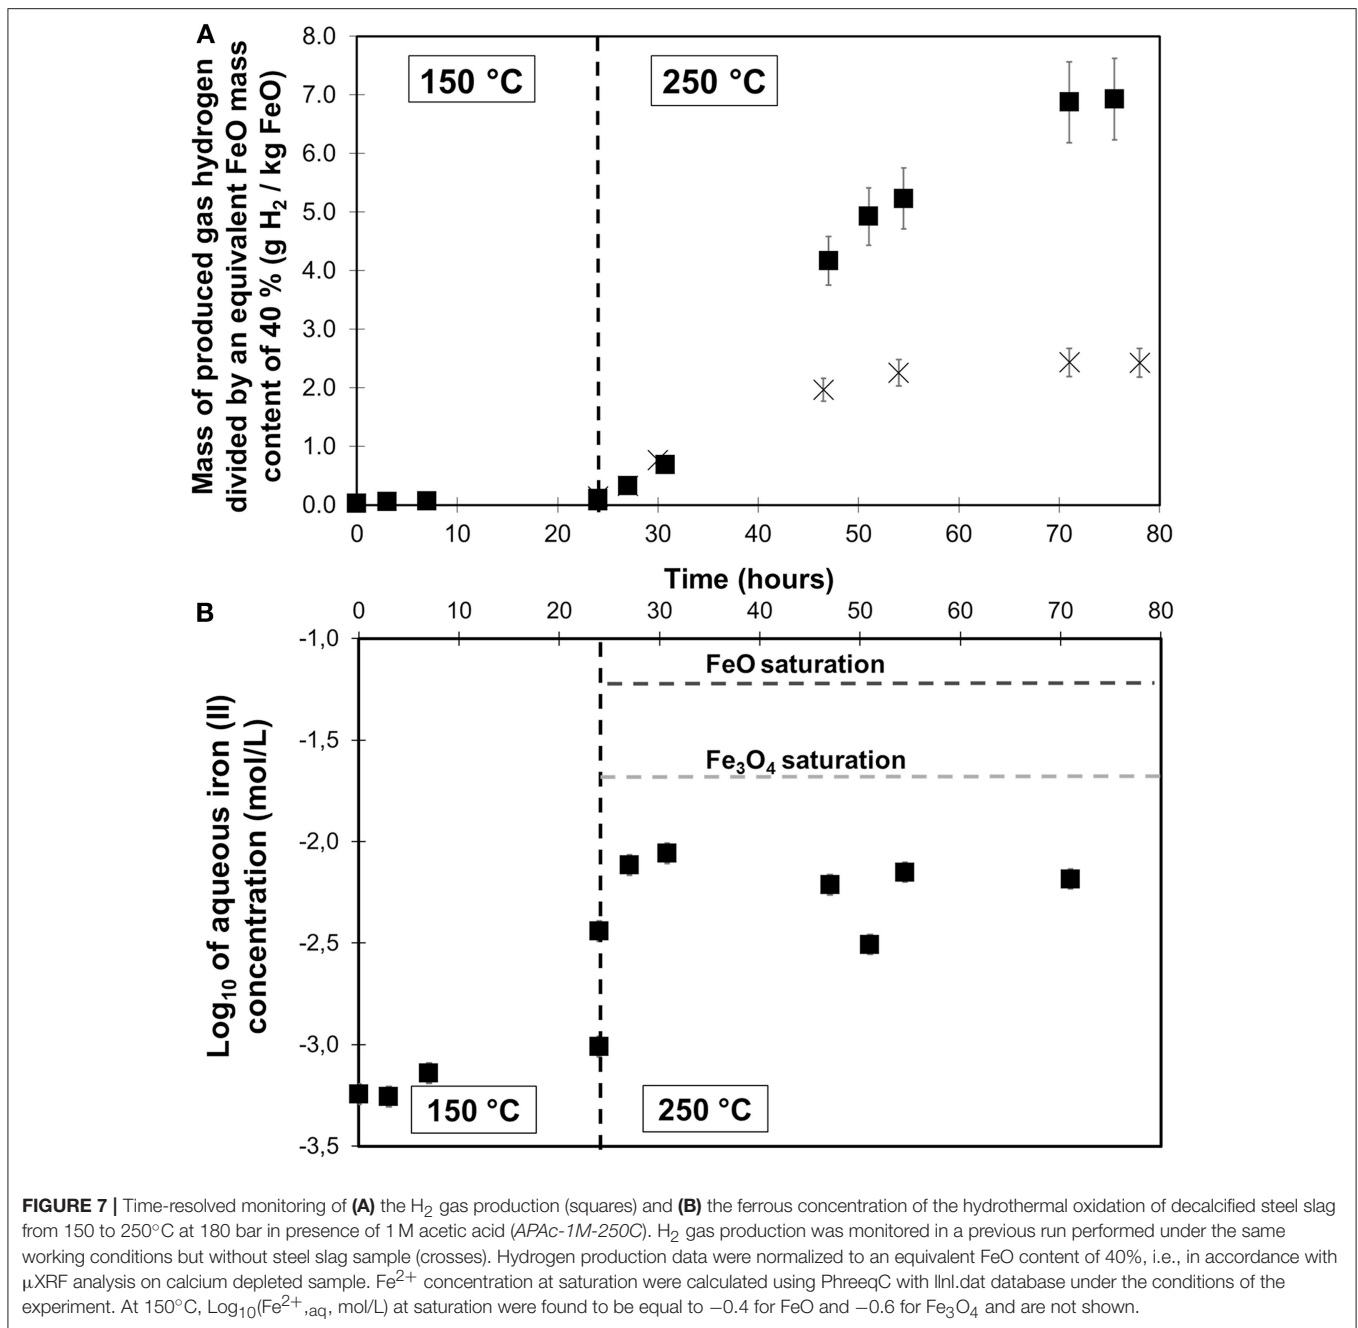 A
Mass of produced gas hydrogen
divided by an equivalent FeO mass
content of 40 % (g H2 / kg FeO)
8.0
7.0
6.0
5.0
4.0
3.0
2.0
1.0
0.0
150 °C
250 °C
0 10 20 30 40 50 60 70 80
Time (hours)
B
0 10 20 30 40 50 60 70 80
Log10 of aqueous iron (II)
concentration (mol/L)
-1,0
-1,5
-2,0
-2,5
-3,0
-3,5
FeO saturation
Fe3O4 saturation
150 °C
250 °C
FIGURE 7 | Time-resolved monitoring of (A) the H2 gas production (squares) and (B) the ferrous concentration of the hydrothermal oxidation of decalcified steel slag
from 150 to 250°C at 180 bar in presence of 1 M acetic acid (APAc-1M-250C). H2 gas production was monitored in a previous run performed under the same
working conditions but without steel slag sample (crosses). Hydrogen production data were normalized to an equivalent FeO content of 40%, i.e., in accordance with
μXRF analysis on calcium depleted sample. Fe2+ concentration at saturation were calculated using PhreeqC with llnl.dat database under the conditions of the
experiment. At 150°C, Log10(Fe2+,aq, mol/L) at saturation were found to be equal to −0.4 for FeO and −0.6 for Fe3O4 and are not shown.